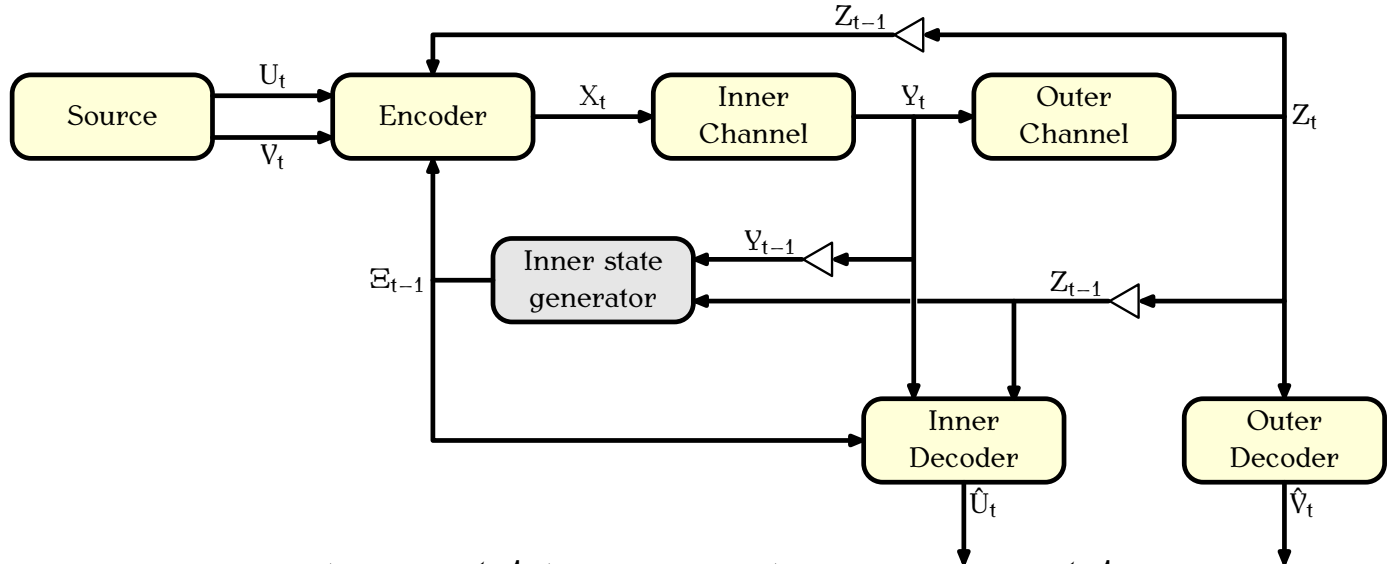 Z_{t-1}
Source
U_t
V_t
Encoder
X_t
Inner
Channel
Y_t
Outer
Channel
Z_t
Ξ_{t-1}
Inner state
generator
Y_{t-1}
Z_{t-1}
Inner
Decoder
Outer
Decoder
Û_t
V̂_t